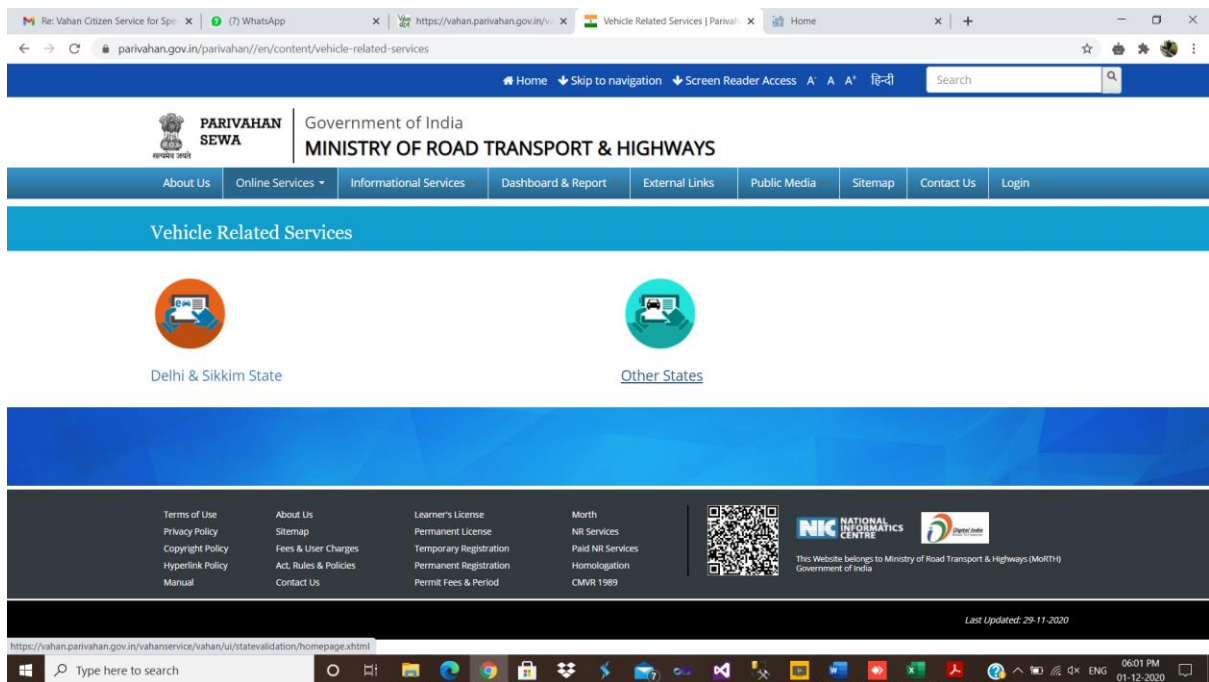 Re: Vahan Citizen Service for Spe
(7) WhatsApp
https://vahan.parivahan.gov.in/v
Vehicle Related Services | Parivah
Home
parivahan.gov.in/parivahan//en/content/vehicle-related-services
Home Skip to navigation Screen Reader Access A- A A+ हिन्दी Search
PARIVAHAN SEWA
सत्यमेव जयते
Government of India
MINISTRY OF ROAD TRANSPORT & HIGHWAYS
About Us Online Services Informational Services Dashboard & Report External Links Public Media Sitemap Contact Us Login
Vehicle Related Services
Delhi & Sikkim State Other States
Terms of Use About Us Learner's License Morth
Privacy Policy Sitemap Permanent License NR Services
Copyright Policy Fees & User Charges Temporary Registration Paid NR Services
Hyperlink Policy Act, Rules & Policies Permanent Registration Homologation
Manual Contact Us Permit Fees & Period CMVR 1989
NIC NATIONAL INFORMATICS CENTRE
Digital India
This Website belongs to Ministry of Road Transport & Highways (MoRTH)
Government of India
Last Updated: 29-11-2020
https://vahan.parivahan.gov.in/vahanservice/vahan/ui/statevalidation/homepage.xhtml
Type here to search
ENG
06:01 PM
01-12-2020